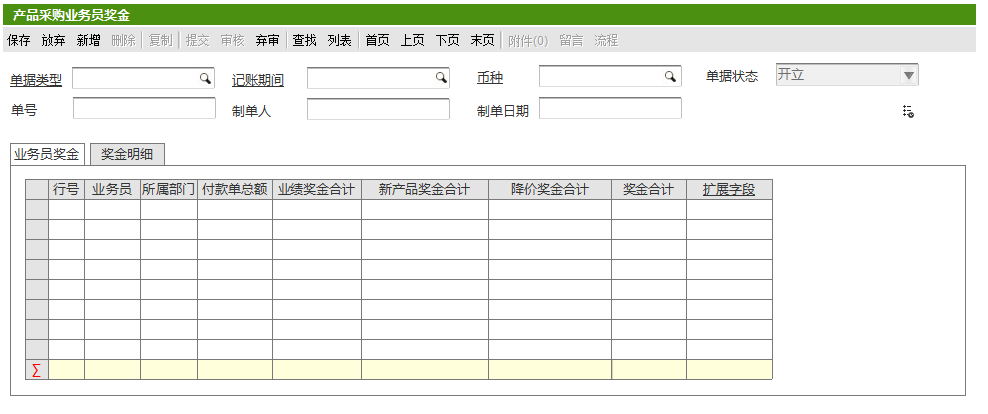 产品采购业务员奖金
保存 放弃 新增 删除 复制 提交 审核 弃审 查找 列表 首页 上页 下页 末页 附件(0) 留言 流程
单据类型 记账期间 币种 单据状态 开立
单号 制单人 制单日期
业务员奖金 奖金明细
行号 业务员 所属部门 付款单总额 业绩奖金合计 新产品奖金合计 降价奖金合计 奖金合计 扩展字段
∑